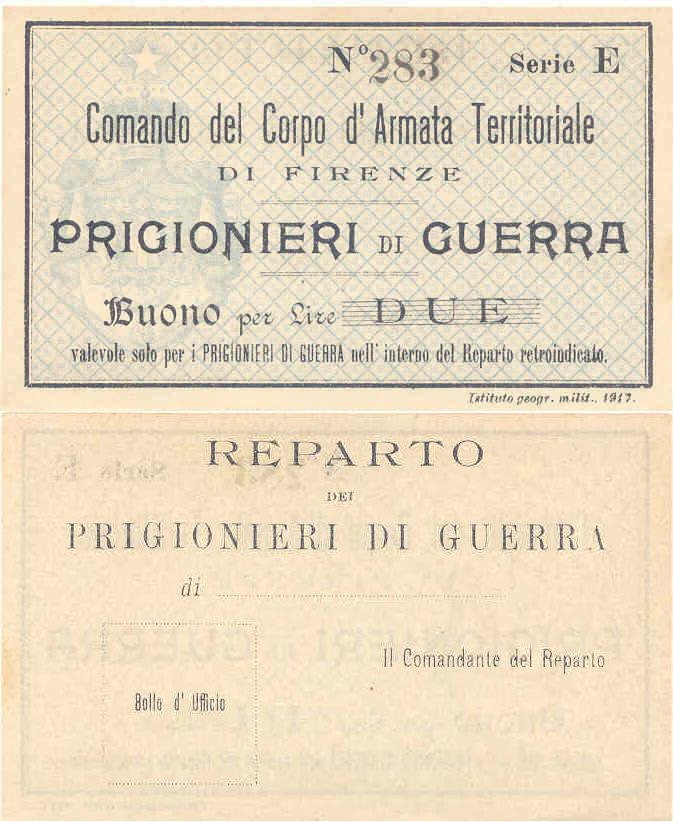 Nº 283 Serie E
Comando del Corpo d'Armata Territoriale
DI FIRENZE
PRIGIONIERI DI GUERRA
Buono per Lire DUE
valevole solo per i PRIGIONIERI DI GUERRA nell'interno del Reparto retroindicato.
Istituto geogr. milit., 1917.
REPARTO
DEI
PRIGIONIERI DI GUERRA
di
Il Comandante del Reparto
Bollo d'Ufficio